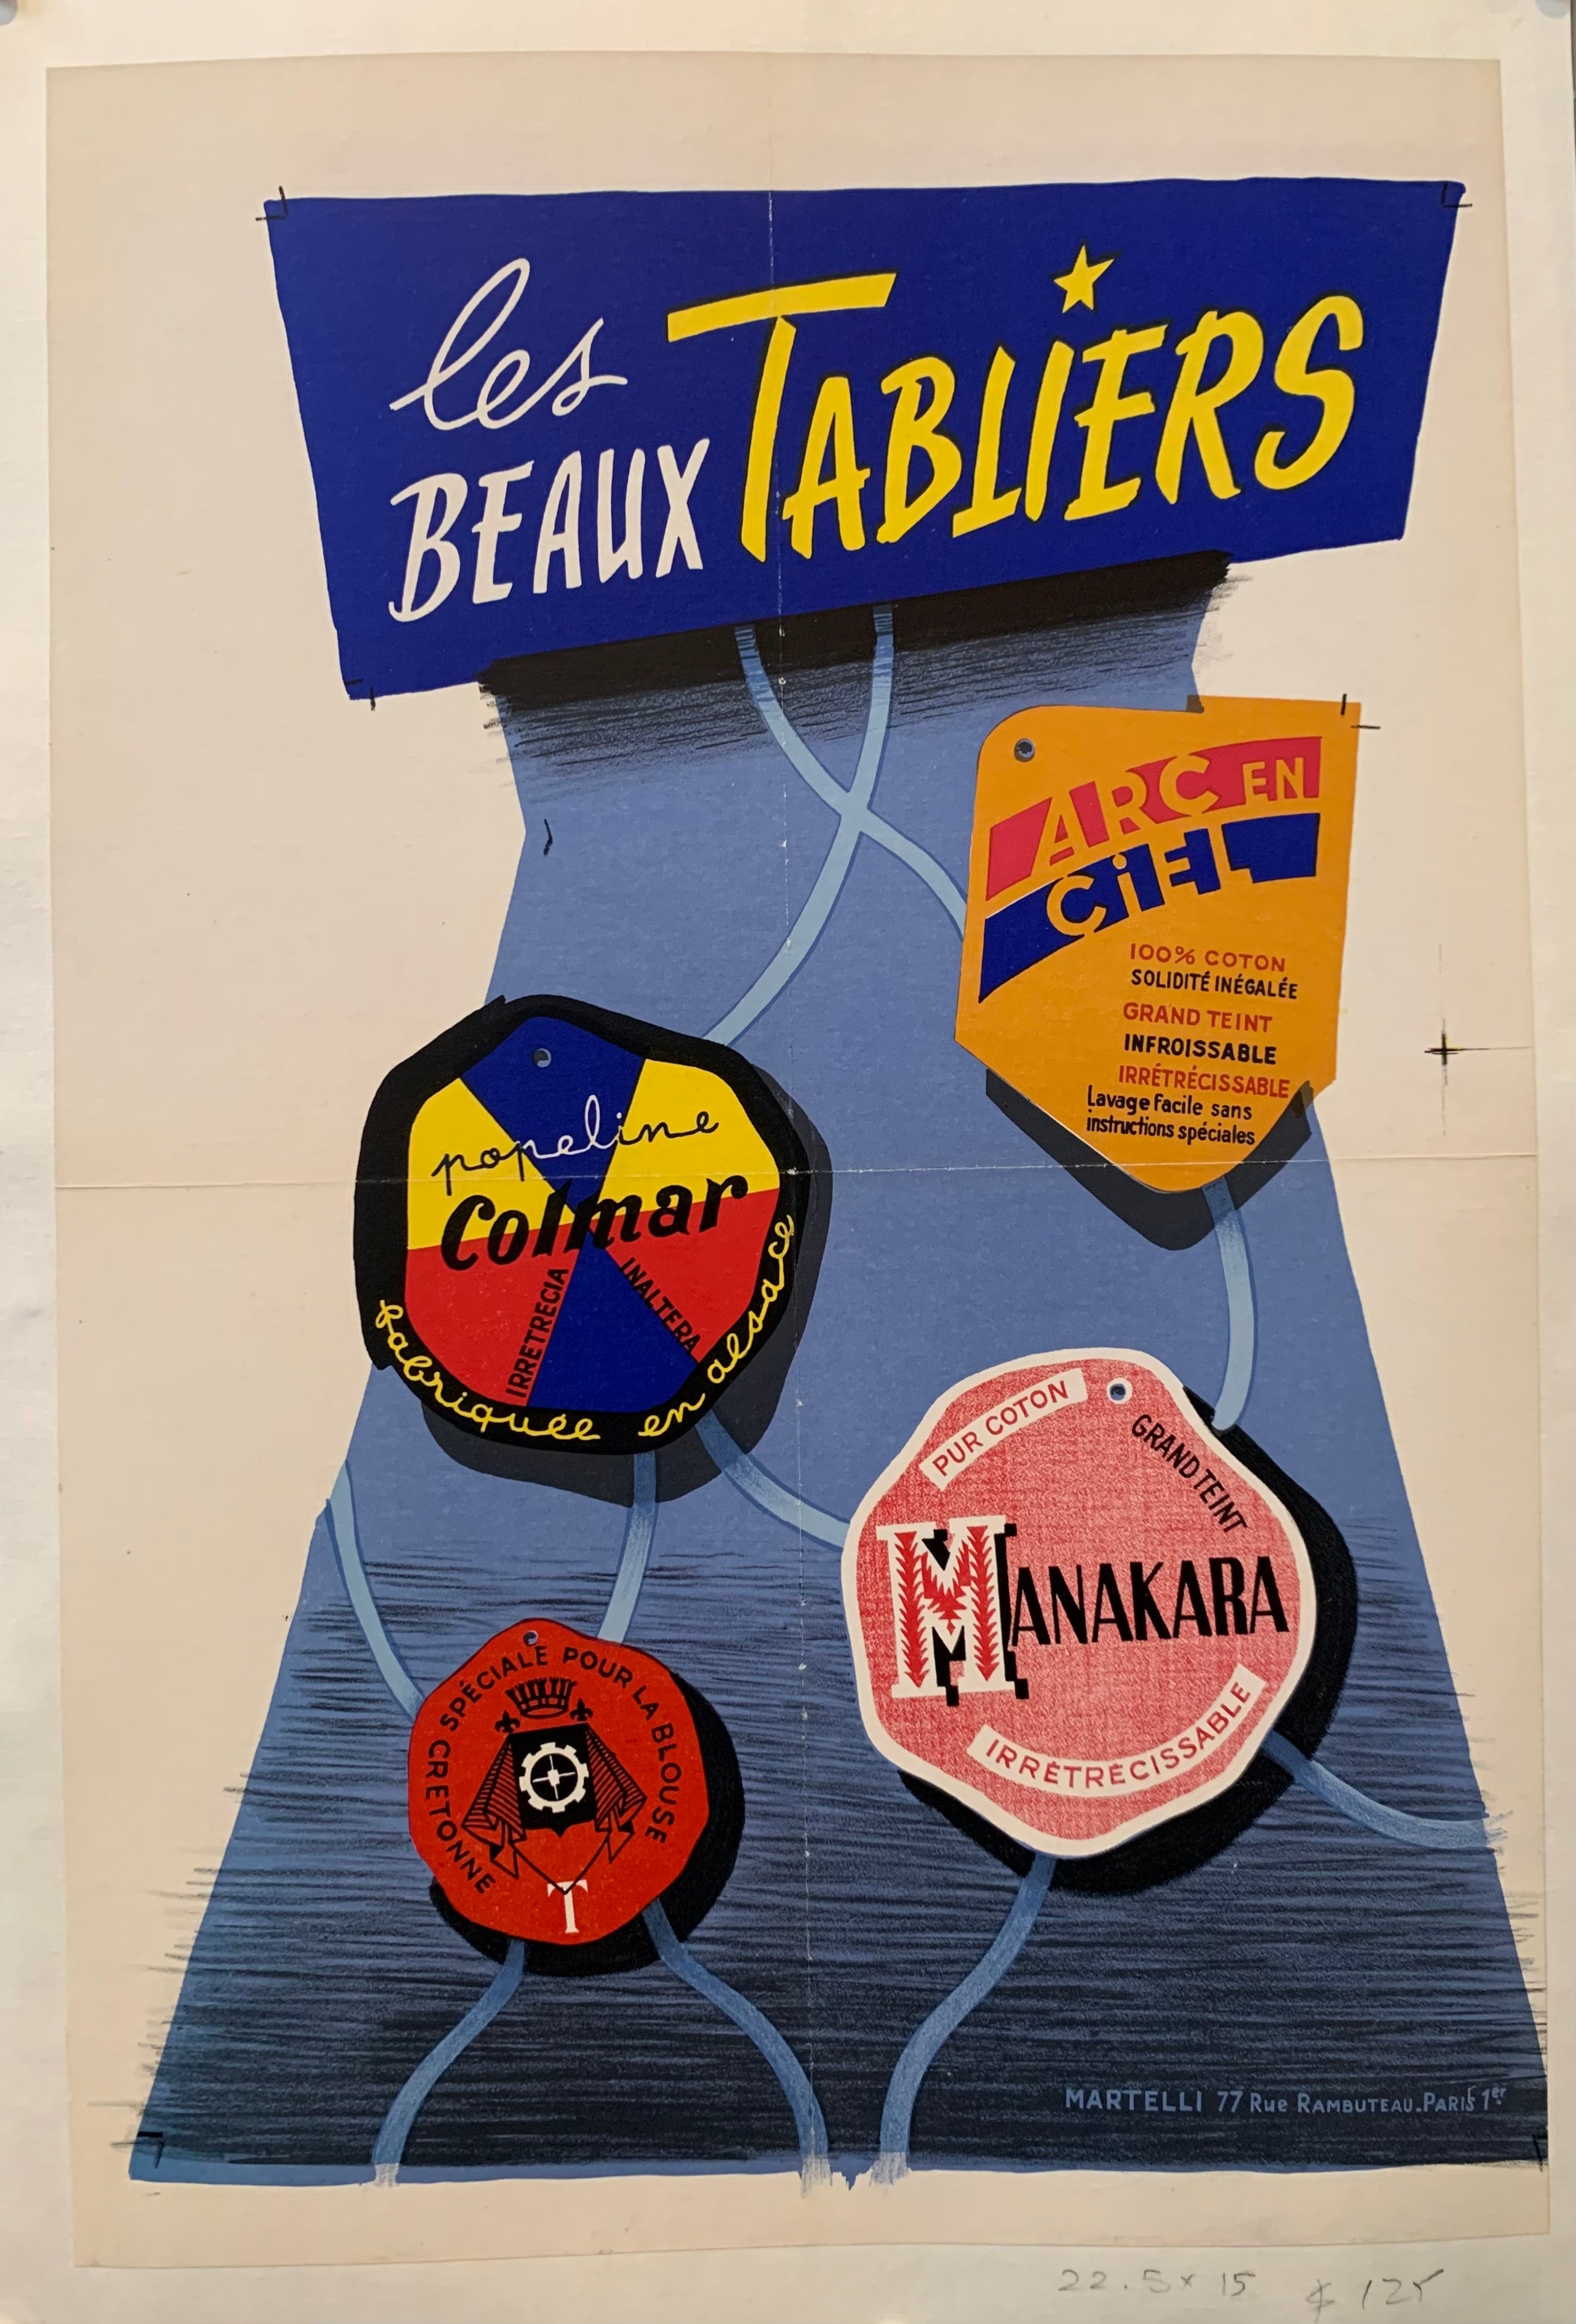 les
BEAUX TABLIERS
ARC EN
CiEL
100% COTON
SOLIDITÉ INÉGALÉE
GRAND TEINT
INFROISSABLE
IRRÉTRÉCISSABLE
Lavage facile sans
instructions spéciales
popeline
Colmar
IRRETRECIA
INALTERA
fabriquée en alsace
PUR COTON
GRAND TEINT
MANAKARA
IRRÉTRÉCISSABLE
CRETONNE SPÉCIALE POUR LA BLOUSE
T
MARTELLI 77 Rue RAMBUTEAU-PARIS 1er
22.5 x 15 $ 125